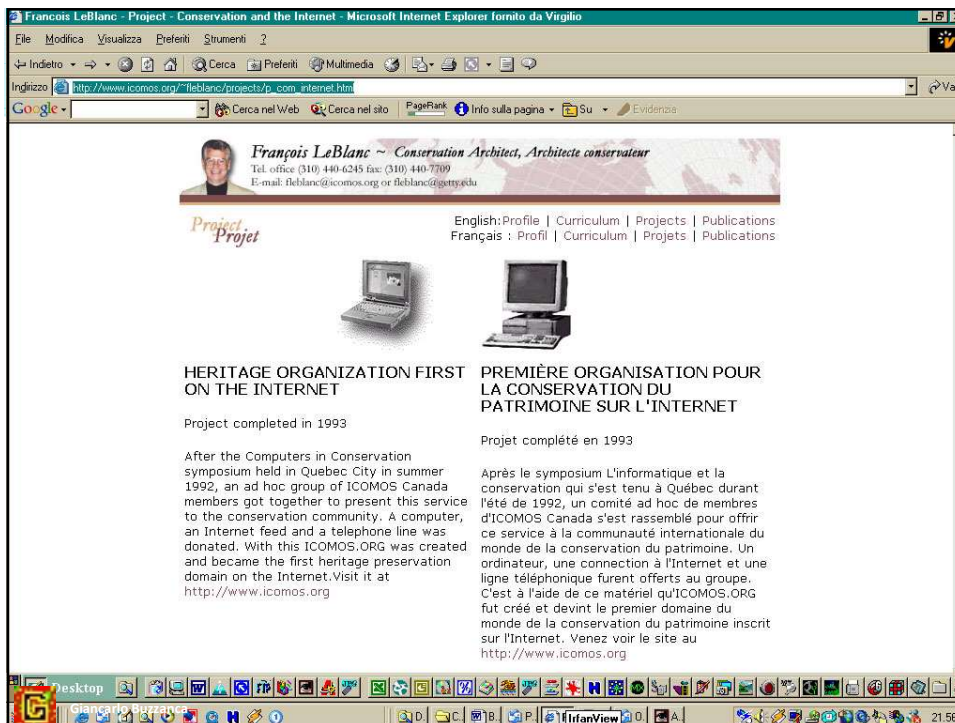 Francois LeBlanc - Project - Conservation and the Internet - Microsoft Internet Explorer fornito da Virgilio
File Modifica Visualizza Preferiti Strumenti ?
Indietro Cerca Preferiti Multimedia
Indirizzo http://www.icomos.org/~fleblanc/projects/p_com_internet.html Va
Google Cerca nel Web Cerca nel sito PageRank Info sulla pagina Su Evidenzia
François LeBlanc ~ Conservation Architect, Architecte conservateur
Tel. office (310) 440-6245 fax: (310) 440-7709
E-mail: fleblanc@icomos.org or fleblanc@getty.edu
Project
Projet
English:Profile | Curriculum | Projects | Publications
Français : Profil | Curriculum | Projets | Publications
HERITAGE ORGANIZATION FIRST
ON THE INTERNET
Project completed in 1993
After the Computers in Conservation
symposium held in Quebec City in summer
1992, an ad hoc group of ICOMOS Canada
members got together to present this service
to the conservation community. A computer,
an Internet feed and a telephone line was
donated. With this ICOMOS.ORG was created
and became the first heritage preservation
domain on the Internet.Visit it at
http://www.icomos.org
PREMIÈRE ORGANISATION POUR
LA CONSERVATION DU
PATRIMOINE SUR L'INTERNET
Projet complété en 1993
Après le symposium L'informatique et la
conservation qui s'est tenu à Québec durant
l'été de 1992, un comité ad hoc de membres
d'ICOMOS Canada s'est rassemblé pour offrir
ce service à la communauté internationale du
monde de la conservation du patrimoine. Un
ordinateur, une connection à l'Internet et une
ligne téléphonique furent offerts au groupe.
C'est à l'aide de ce matériel qu'ICOMOS.ORG
fut créé et devint le premier domaine du
monde de la conservation du patrimoine inscrit
sur l'Internet. Venez voir le site au
http://www.icomos.org
Desktop
Giancarlo Buzzanca
D. C. B. P. IrfanView O. A.